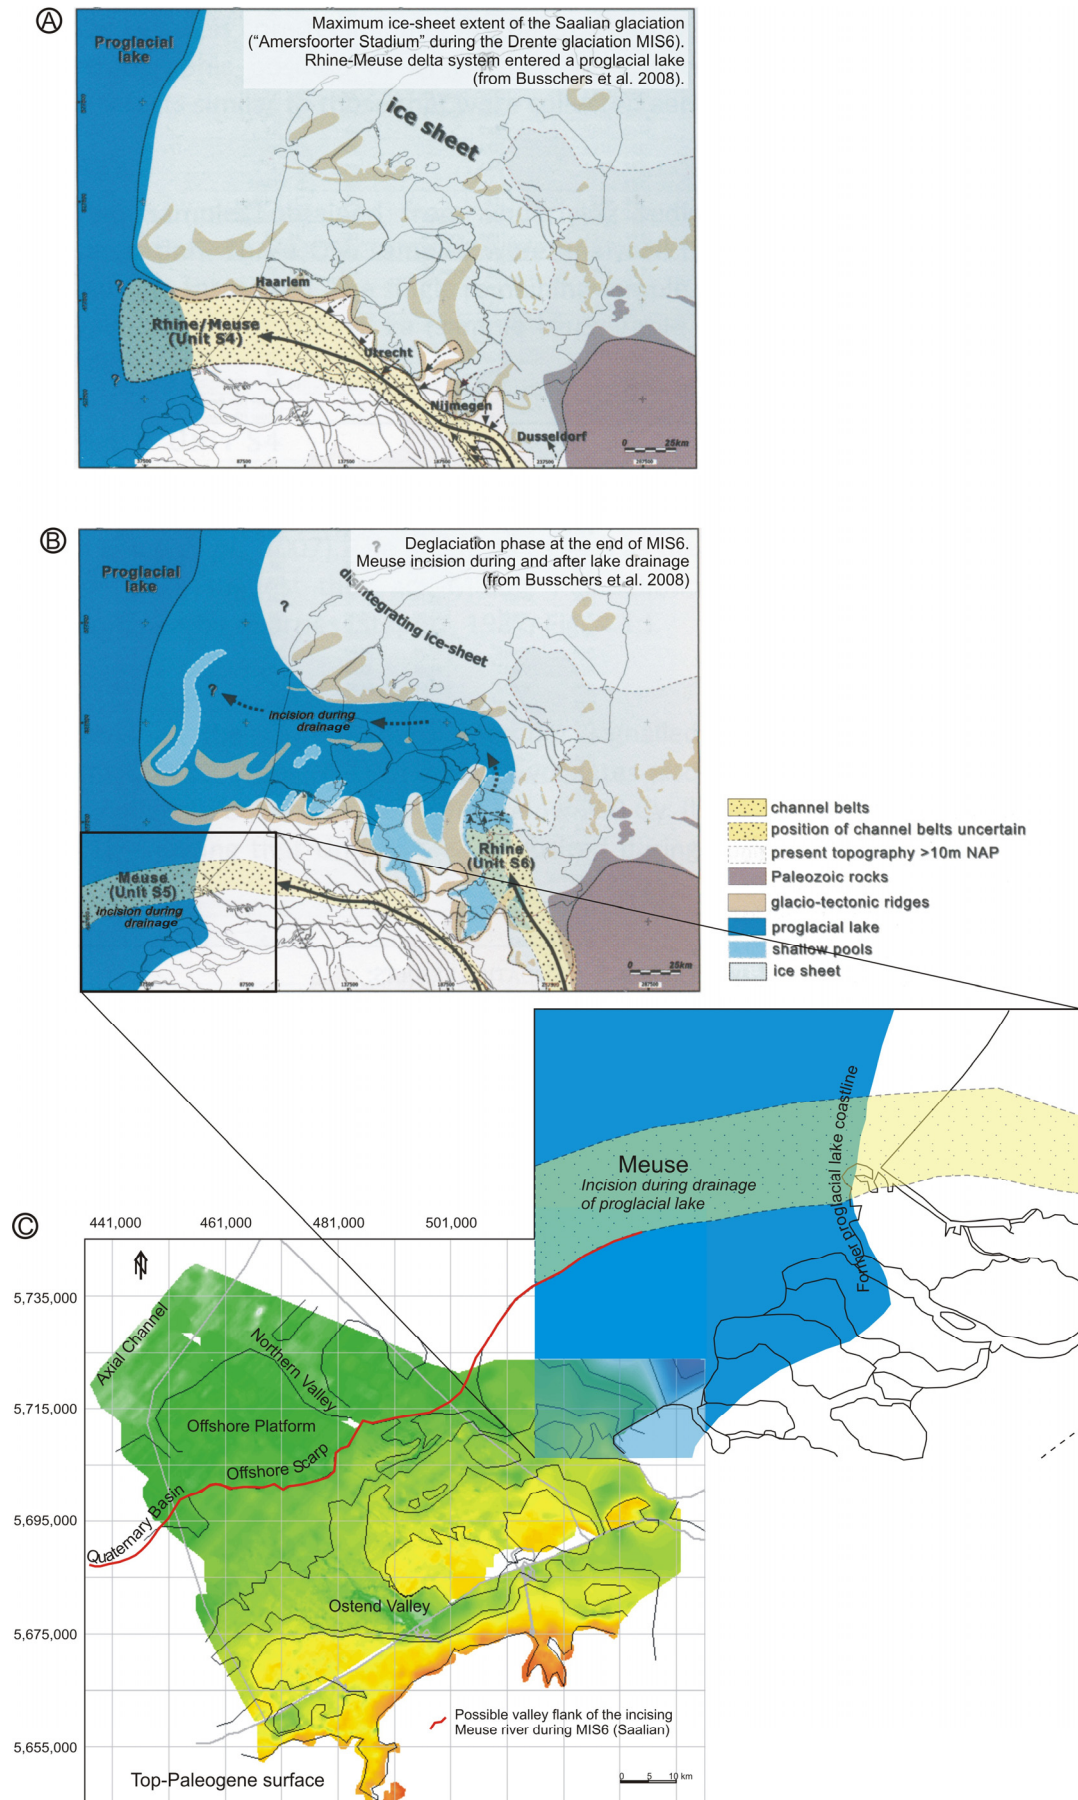 A
Maximum ice-sheet extent of the Saalian glaciation
("Amersfoorter Stadium" during the Drente glaciation MIS6).
Rhine-Meuse delta system entered a proglacial lake
(from Busschers et al. 2008).
Proglacial
lake
ice sheet
?
Haarlem
Rhine/Meuse
(Unit S4)
Utrecht
?
Nijmegen
Dusseldorf
0 25km
87500
137500
B
Deglaciation phase at the end of MIS6.
Meuse incision during and after lake drainage
(from Busschers et al. 2008)
Proglacial
lake
?
disintegrating ice-sheet
?
?
incision during
drainage
Rhine
(Unit S6)
Meuse
(Unit S5)
incision during
drainage
0 25km
137500
channel belts
position of channel belts uncertain
present topography >10m NAP
Paleozoic rocks
glacio-tectonic ridges
proglacial lake
shallow pools
ice sheet
Former proglacial lake coastline
Meuse
Incision during drainage
of proglacial lake
C
441,000 461,000 481,000 501,000
N
5,735,000
5,715,000
5,695,000
5,675,000
5,655,000
Axial Channel
Northern Valley
Offshore Platform
Offshore Scarp
Quaternary Basin
Ostend Valley
Possible valley flank of the incising
Meuse river during MIS6 (Saalian)
0 5 10 km
Top-Paleogene surface